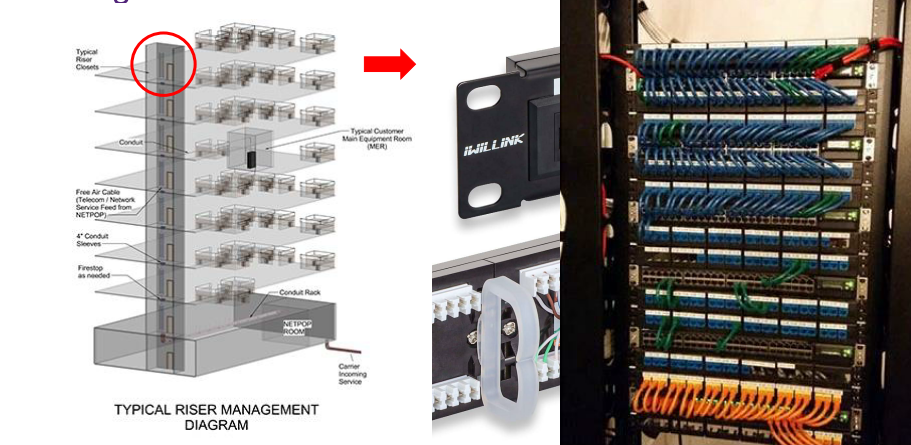 Typical
Riser
Closets
Conduit
Typical Customer
Main Equipment Room
(MER)
Free Air Cable
(Telecom / Network
Service Feed from
NETPOP)
4" Conduit
Sleeves
Firestop
as needed
Conduit Rack
NETPOP
ROOM
Carrier
Incoming
Service
TYPICAL RISER MANAGEMENT
DIAGRAM
IWILLINK